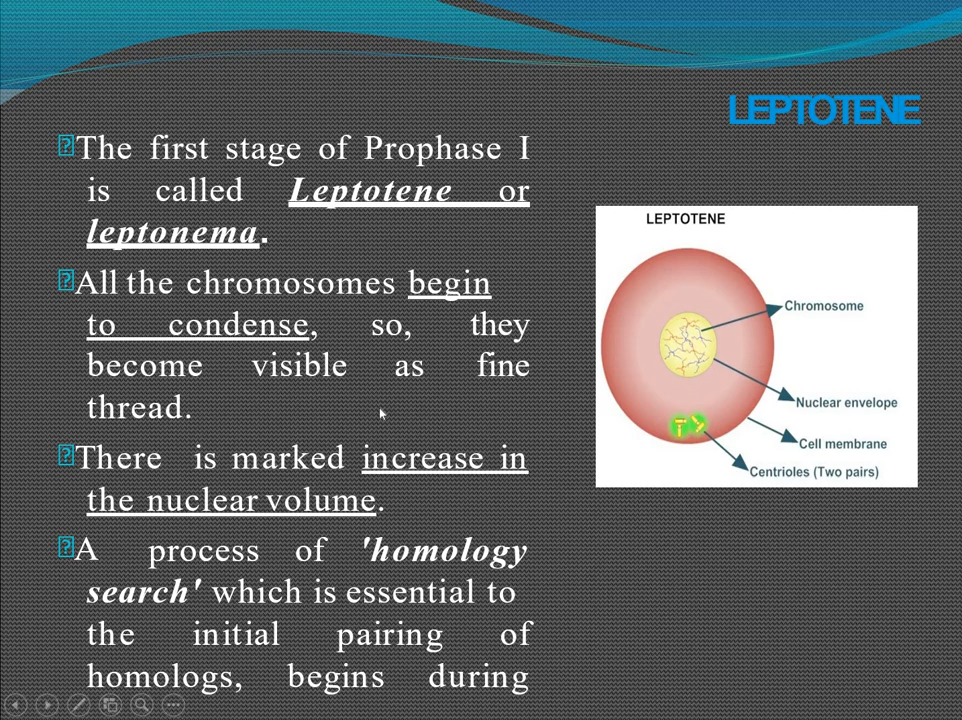 LEPTOTENE
The first stage of Prophase I
is called Leptotene or
leptonema.
All the chromosomes begin
to condense, so, they
become visible as fine
thread.
There is marked increase in
the nuclear volume.
A process of 'homology
search' which is essential to
the initial pairing of
homologs, begins during
LEPTOTENE
Chromosome
Nuclear envelope
Cell membrane
Centrioles (Two pairs)